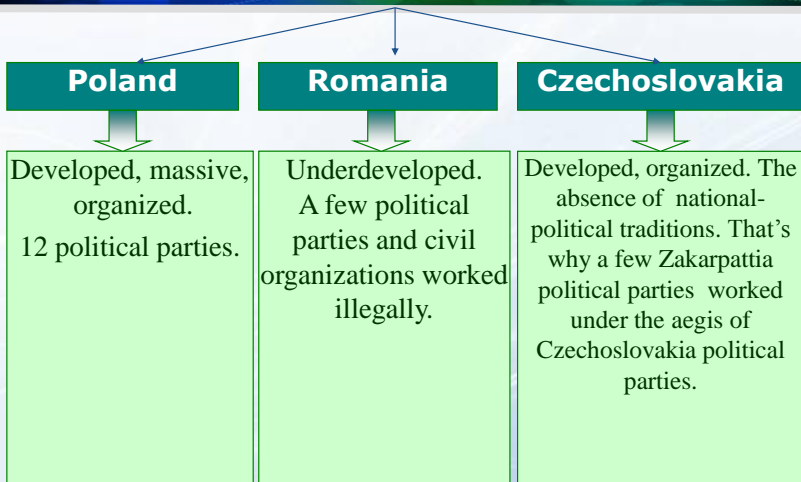 Poland
Developed, massive,
organized.
12 political parties.
Romania
Underdeveloped.
A few political
parties and civil
organizations worked
illegally.
Czechoslovakia
Developed, organized. The
absence of national-
political traditions. That's
why a few Zakarpattia
political parties worked
under the aegis of
Czechoslovakia political
parties.